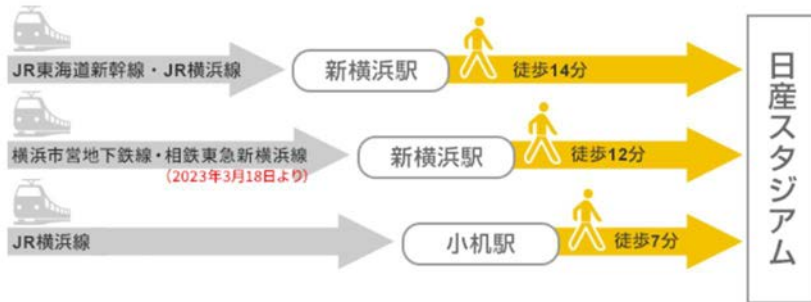 JR東海道新幹線・JR横浜線
新横浜駅
徒歩14分
横浜市営地下鉄線・相鉄東急新横浜線
(2023年3月18日より)
新横浜駅
徒歩12分
JR横浜線
小机駅
徒歩7分
日産スタジアム